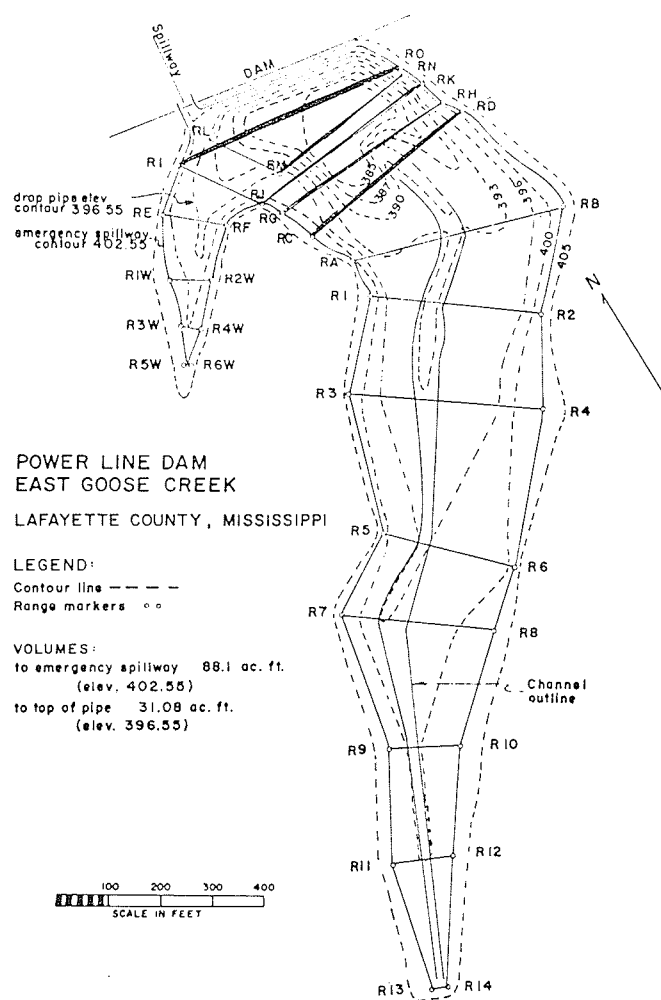 Spillway
DAM
RO
RN
RK
RH
RD
RL
RI
RM
RJ
RG
RC
RE
RF
RA
RB
385
387
390
393
396
400
405
drop pipe elev
contour 396.55
emergency spillway
contour 402.55
R1W
R2W
R3W
R4W
R5W
R6W
N
R1
R2
R3
R4
R5
R6
R7
R8
R9
R10
R11
R12
R13
R14
Channel
outline
POWER LINE DAM
EAST GOOSE CREEK
LAFAYETTE COUNTY, MISSISSIPPI
LEGEND:
Contour line
Range markers
VOLUMES:
to emergency spillway 88.1 ac. ft.
(elev. 402.55)
to top of pipe 31.08 ac. ft.
(elev. 396.55)
100 200 300 400
SCALE IN FEET